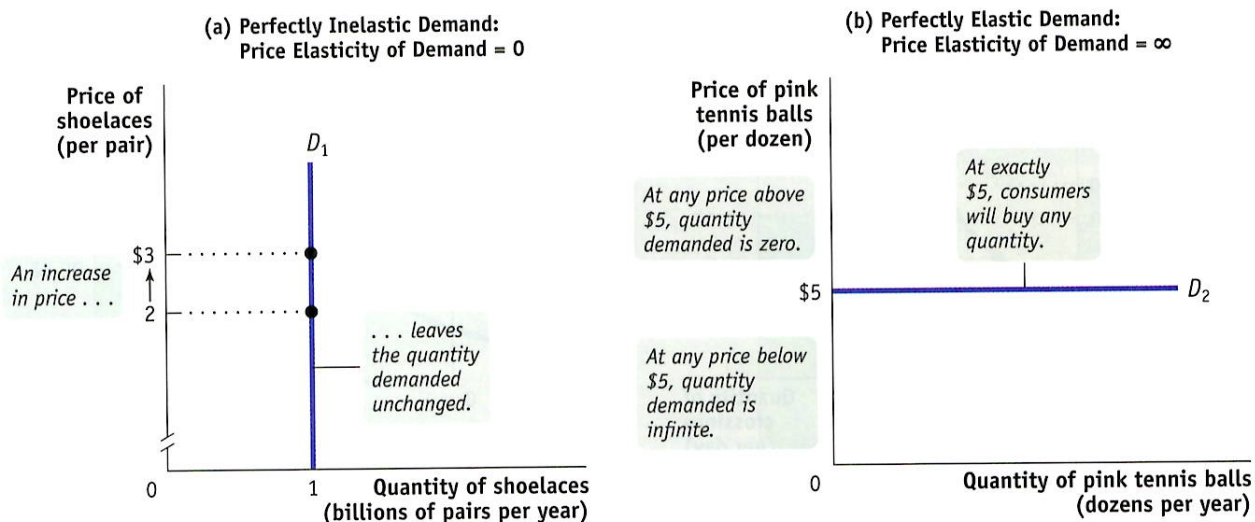 (a) Perfectly Inelastic Demand:
Price Elasticity of Demand = 0
Price of
shoelaces
(per pair)
D1
$3
An increase
in price . . .
2
. . . leaves
the quantity
demanded
unchanged.
0
1
Quantity of shoelaces
(billions of pairs per year)
(b) Perfectly Elastic Demand:
Price Elasticity of Demand = ∞
Price of pink
tennis balls
(per dozen)
At any price above
$5, quantity
demanded is zero.
At exactly
$5, consumers
will buy any
quantity.
$5
D2
At any price below
$5, quantity
demanded is
infinite.
0
Quantity of pink tennis balls
(dozens per year)